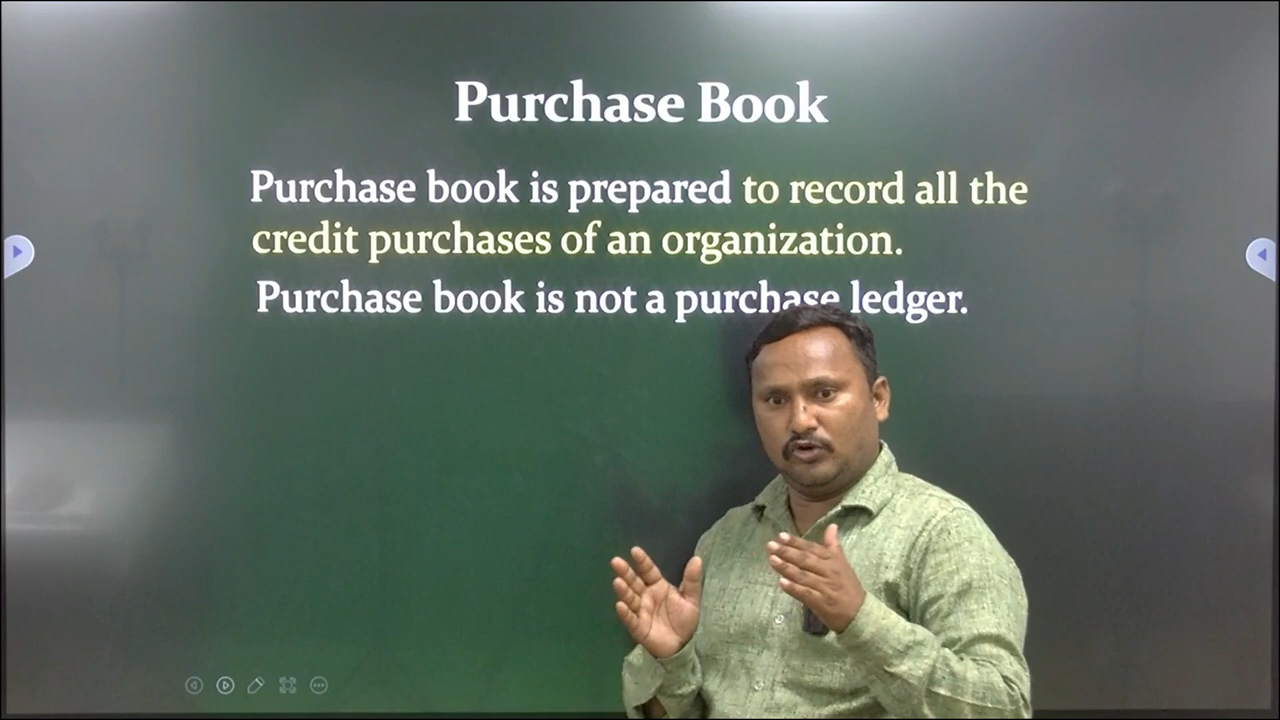 Purchase Book
Purchase book is prepared to record all the
credit purchases of an organization.
Purchase book is not a purchase ledger.